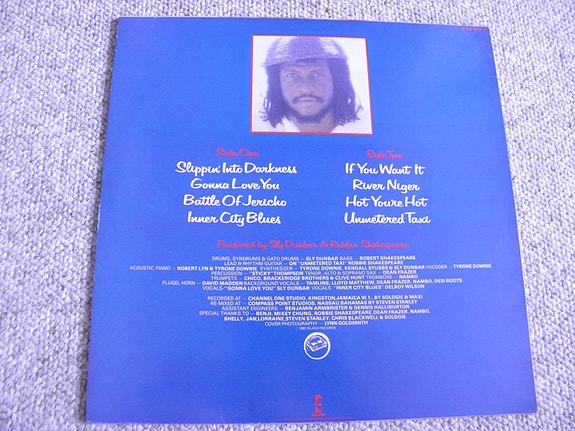 Side One
Slippin' Into Darkness
Gonna Love You
Battle Of Jericho
Inner City Blues
Side Two
If You Want It
River Niger
Hot You're Hot
Unmetered Taxi
Produced by Sly Dunbar & Robbie Shakespeare
DRUMS, SYNDRUMS & GATO DRUMS — SLY DUNBAR BASS — ROBERT SHAKESPEARE
LEAD & RHYTHM GUITAR — ON "UNMETERED TAXI" ROBBIE SHAKESPEARE
ACOUSTIC PIANO — ROBERT LYN & TYRONE DOWNIE SYNTHESIZER — TYRONE DOWNIE, KENDALL STUBBS & SLY DUNBAR VOCODER — TYRONE DOWNIE
PERCUSSION — "STICKY" THOMPSON TENOR, ALTO & SOPRANO SAX — DEAN FRAZER
TRUMPETS — CHICO, BRACKERIDGE BROTHERS & CLIVE HUNT TROMBONE — NAMBO
FLUGEL HORN — DAVID MADDEN BACKGROUND VOCALS — TAMLINS, LLOYD MATTHEW, DEAN FRAZER, NAMBO, DESI ROOTS
VOCALS — "GONNA LOVE YOU" SLY DUNBAR VOCALS — "INNER CITY BLUES" DELROY WILSON
RECORDED AT — CHANNEL ONE STUDIO, KINGSTON, JAMAICA W.1. BY SOLDGIE & MAXI
RE-MIXED AT — COMPASS POINT STUDIOS, NASSAU, BAHAMAS BY STEVEN STANLEY
ASSISTANT ENGINEERS — BENJAMIN ARMBRISTER & DENNIS HALLIBURTON
SPECIAL THANKS TO — BENJI, MIKEY CHUNG, ROBBIE SHAKESPEARE, DEAN FRAZER, NAMBO,
SHELLY, JAN, LORRAINE, STEVEN STANLEY, CHRIS BLACKWELL & SOLDGIE
COVER PHOTOGRAPHY — LYNN GOLDSMITH
ISLAND RECORDS